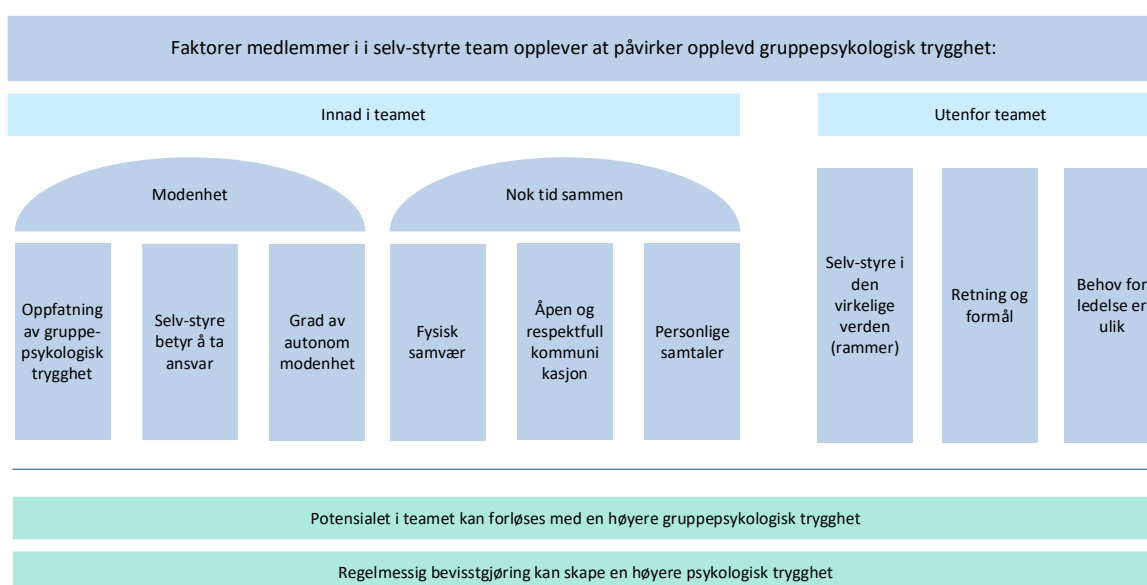 Faktorer medlemmer i i selv-styrte team opplever at påvirker opplevd gruppepsykologisk trygghet:
Innad i teamet
Utenfor teamet
Modenhet
Nok tid sammen
Oppfatning
av gruppe-
psykologisk
trygghet
Selv-styre
betyr å ta
ansvar
Grad av
autonom
modenhet
Fysisk
samvær
Åpen og
respektfull
kommuni
kasjon
Personlige
samtaler
Selv-styre i
den
virkelige
verden
(rammer)
Retning og
formål
Behov for
ledelse er
ulik
Potensialet i teamet kan forløses med en høyere gruppepsykologisk trygghet
Regelmessig bevisstgjøring kan skape en høyere psykologisk trygghet